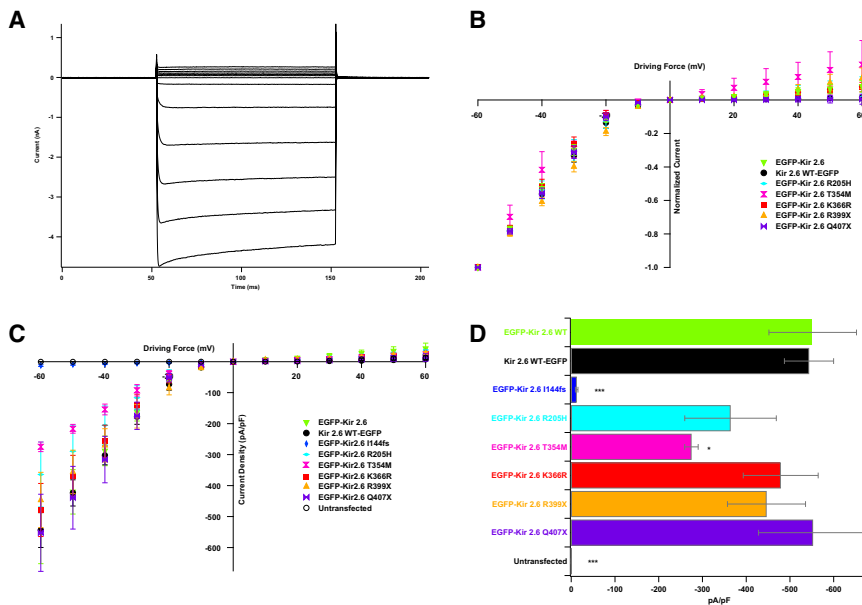 A
1
0
-1
-2
-3
-4
Current (nA)
0
50
100
150
200
Time (ms)
B
Driving Force (mV)
-60
-40
-20
20
40
60
-0.2
-0.4
-0.6
-0.8
-1.0
Normalized Current
EGFP-Kir 2.6
Kir 2.6 WT-EGFP
EGFP-Kir 2.6 R205H
EGFP-Kir 2.6 T354M
EGFP-Kir 2.6 K366R
EGFP-Kir 2.6 R399X
EGFP-Kir 2.6 Q407X
C
Driving Force (mV)
-60
-40
-20
20
40
60
-100
-200
-300
-400
-500
-600
Current Density (pA/pF)
EGFP-Kir 2.6
Kir 2.6 WT-EGFP
EGFP-Kir2.6 I144fs
EGFP-Kir2.6 R205H
EGFP-Kir2.6 T354M
EGFP-Kir2.6 K366R
EGFP-Kir2.6 R399X
EGFP-Kir2.6 Q407X
Untransfected
D
EGFP-Kir 2.6 WT
Kir 2.6 WT-EGFP
EGFP-Kir 2.6 I144fs
***
EGFP-Kir 2.6 R205H
EGFP-Kir 2.6 T354M
*
EGFP-Kir 2.6 K366R
EGFP-Kir 2.6 R399X
EGFP-Kir 2.6 Q407X
Untransfected
***
0
-100
-200
-300
-400
-500
-600
pA/pF